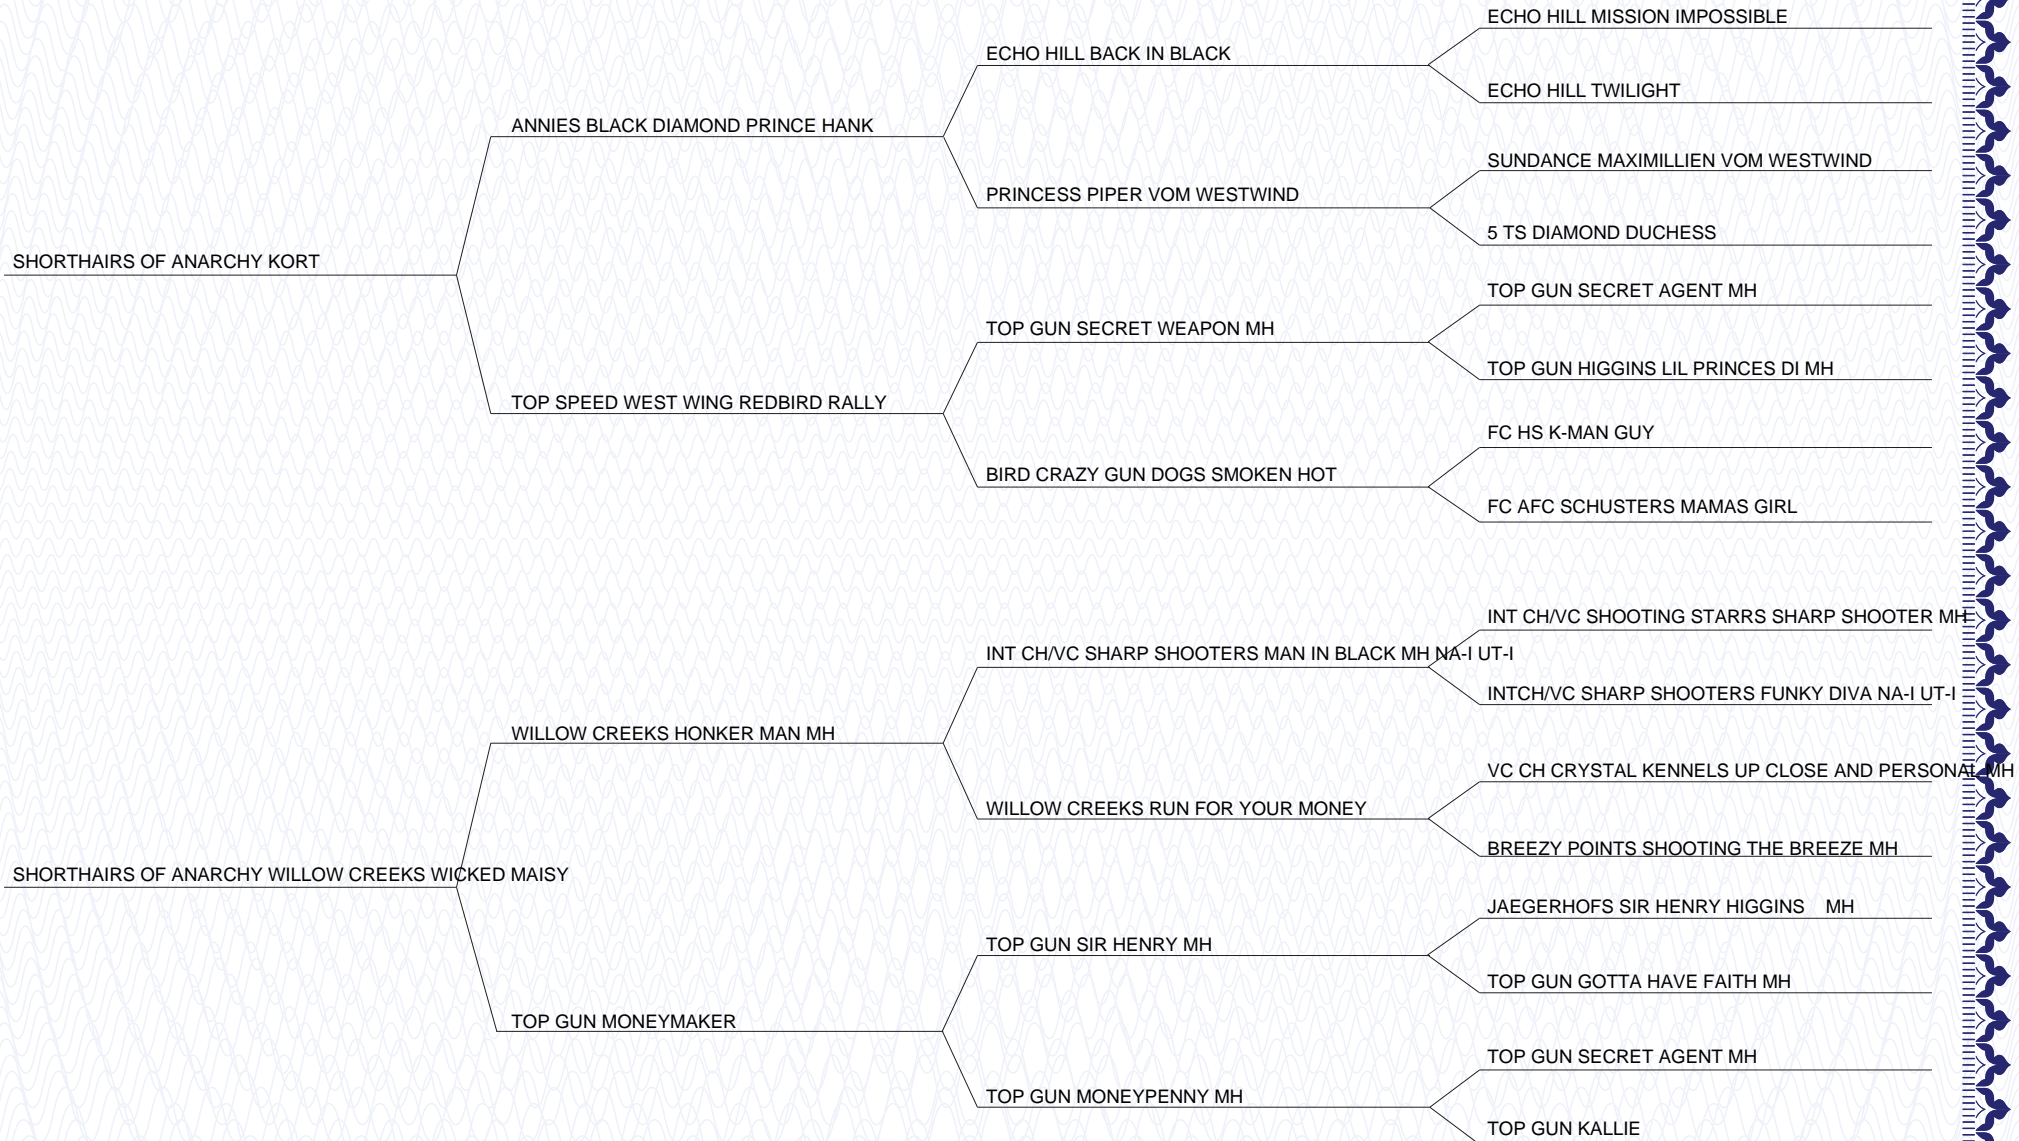 ECHO HILL MISSION IMPOSSIBLE
ECHO HILL BACK IN BLACK
ECHO HILL TWILIGHT
ANNIES BLACK DIAMOND PRINCE HANK
SUNDANCE MAXIMILLIEN VOM WESTWIND
PRINCESS PIPER VOM WESTWIND
5 TS DIAMOND DUCHESS
SHORTHAIRS OF ANARCHY KORT
TOP GUN SECRET AGENT MH
TOP GUN SECRET WEAPON MH
TOP GUN HIGGINS LIL PRINCES DI MH
TOP SPEED WEST WING REDBIRD RALLY
FC HS K-MAN GUY
BIRD CRAZY GUN DOGS SMOKEN HOT
FC AFC SCHUSTERS MAMAS GIRL
INT CH/VC SHOOTING STARRS SHARP SHOOTER MH
INT CH/VC SHARP SHOOTERS MAN IN BLACK MH NA-I UT-I
INTCH/VC SHARP SHOOTERS FUNKY DIVA NA-I UT-I
WILLOW CREEKS HONKER MAN MH
VC CH CRYSTAL KENNELS UP CLOSE AND PERSONAL MH
WILLOW CREEKS RUN FOR YOUR MONEY
BREEZY POINTS SHOOTING THE BREEZE MH
SHORTHAIRS OF ANARCHY WILLOW CREEKS WICKED MAISY
JAEGERHOFS SIR HENRY HIGGINS MH
TOP GUN SIR HENRY MH
TOP GUN GOTTA HAVE FAITH MH
TOP GUN MONEYMAKER
TOP GUN SECRET AGENT MH
TOP GUN MONEYPENNY MH
TOP GUN KALLIE